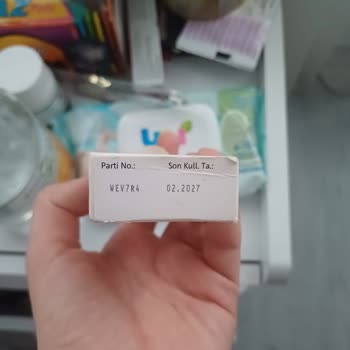 Parti No.: Son Kull. Ta.:
WEV7R4 02.2027